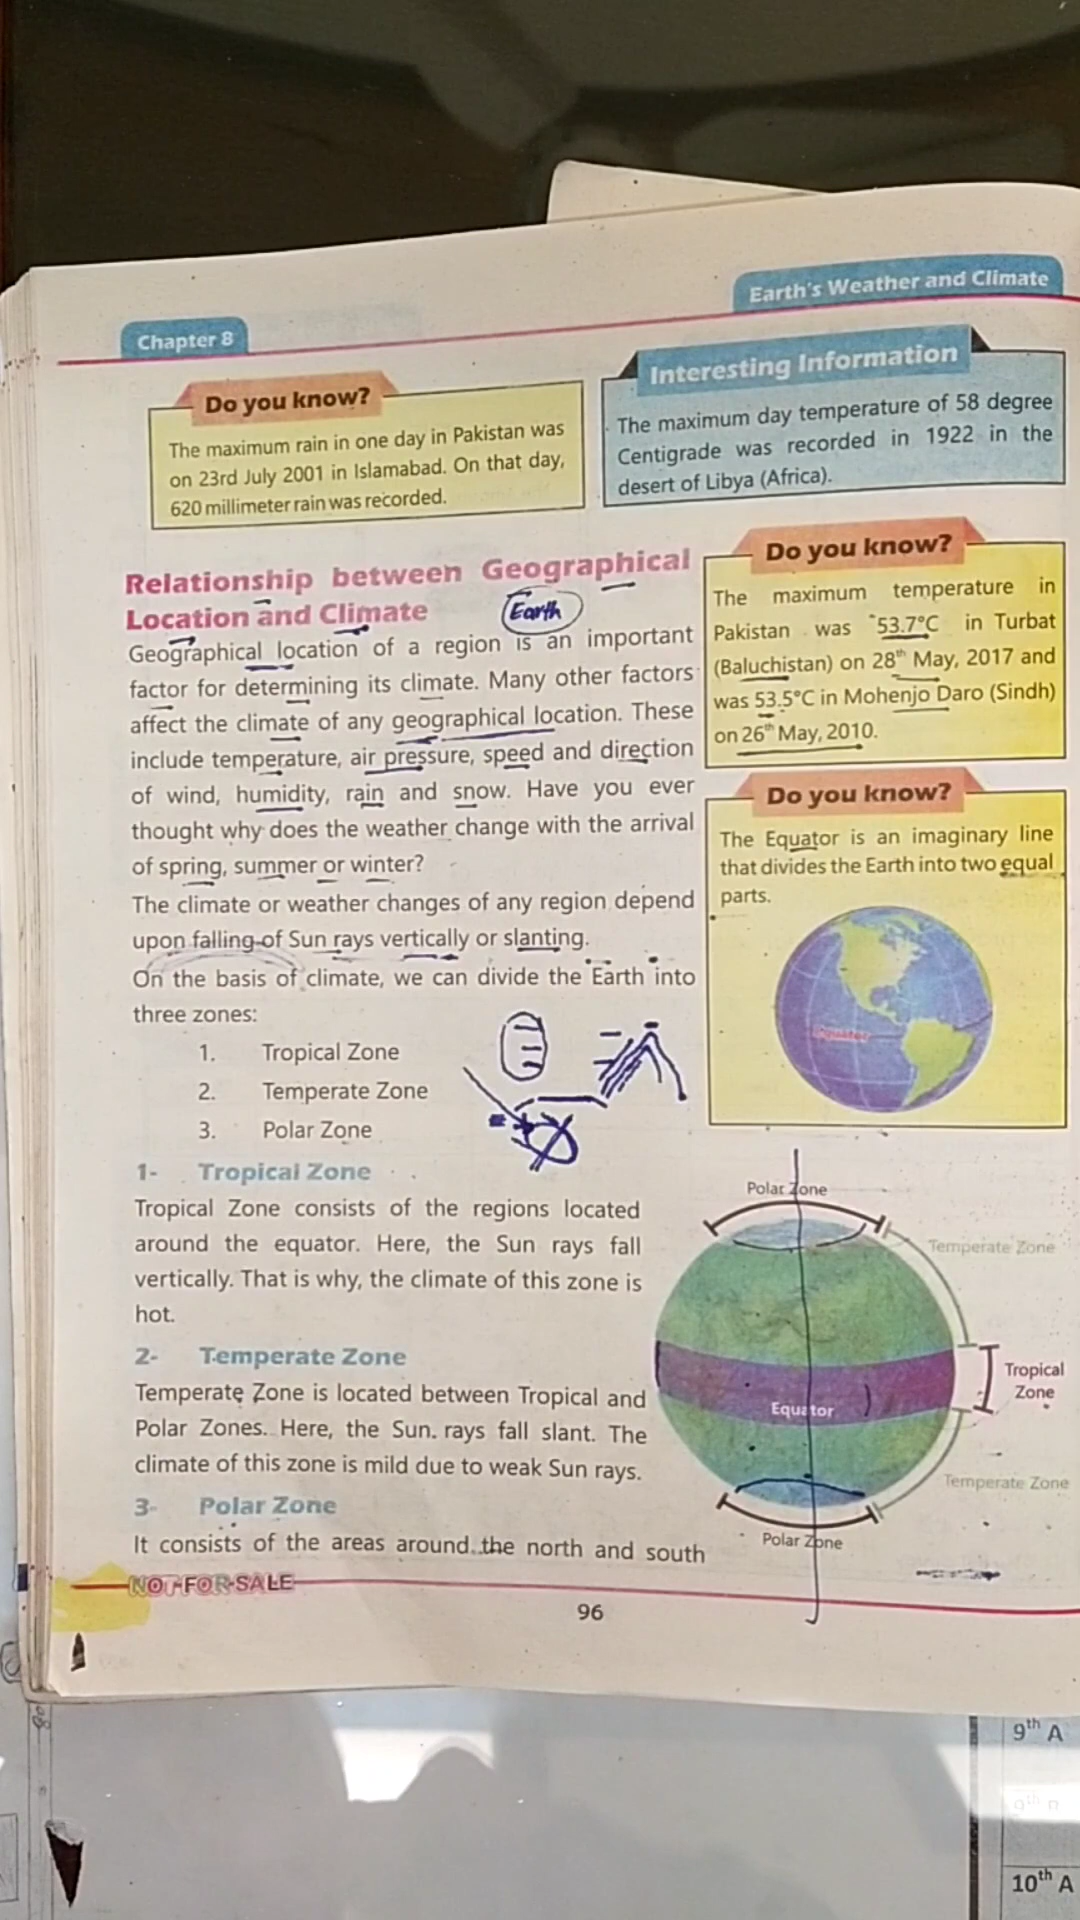 Earth's Weather and Climate
Chapter 8
Do you know?
The maximum rain in one day in Pakistan was
on 23rd July 2001 in Islamabad. On that day,
620 millimeter rain was recorded.
Interesting Information
The maximum day temperature of 58 degree
Centigrade was recorded in 1922 in the
desert of Libya (Africa).
Relationship between Geographical
Location and Climate
Earth
Geographical location of a region is an important
factor for determining its climate. Many other factors
affect the climate of any geographical location. These
include temperature, air pressure, speed and direction
of wind, humidity, rain and snow. Have you ever
thought why does the weather change with the arrival
of spring, summer or winter?
The climate or weather changes of any region depend
upon falling of Sun rays vertically or slanting.
On the basis of climate, we can divide the Earth into
three zones:
1. Tropical Zone
2. Temperate Zone
3. Polar Zone
Do you know?
The maximum temperature in
Pakistan was 53.7°C in Turbat
(Baluchistan) on 28th May, 2017 and
was 53.5°C in Mohenjo Daro (Sindh)
on 26th May, 2010.
Do you know?
The Equator is an imaginary line
that divides the Earth into two equal
parts.
Equator
1- Tropical Zone
Tropical Zone consists of the regions located
around the equator. Here, the Sun rays fall
vertically. That is why, the climate of this zone is
hot.
2- Temperate Zone
Temperate Zone is located between Tropical and
Polar Zones. Here, the Sun. rays fall slant. The
climate of this zone is mild due to weak Sun rays.
3- Polar Zone
It consists of the areas around the north and south
Polar Zone
Temperate Zone
Tropical
Zone
Equator
Temperate Zone
Polar Zone
NOT FOR SALE
96
9th A
10th A